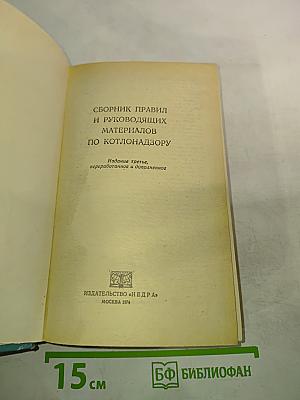 СБОРНИК ПРАВИЛ
И РУКОВОДЯЩИХ
МАТЕРИАЛОВ
ПО КОТЛОНАДЗОРУ
Издание третье,
переработанное и дополненное
ИЗДАТЕЛЬСТВО «НЕДРА»
МОСКВА 1974
15 см
БФ БИБЛИОФАН